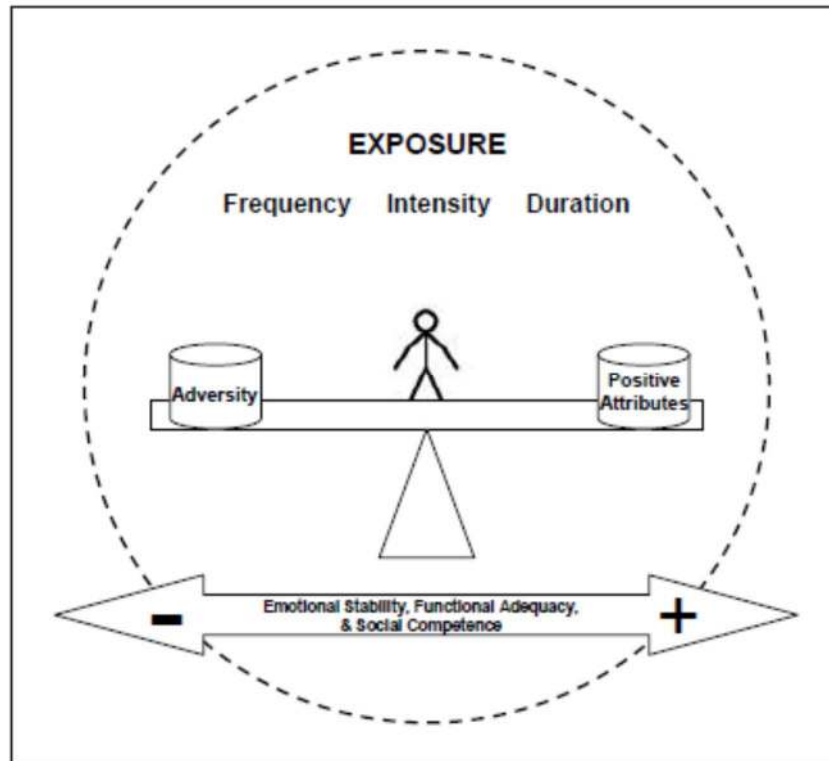 EXPOSURE
Frequency Intensity Duration
Adversity
Positive
Attributes
- +
Emotional Stability, Functional Adequacy,
& Social Competence